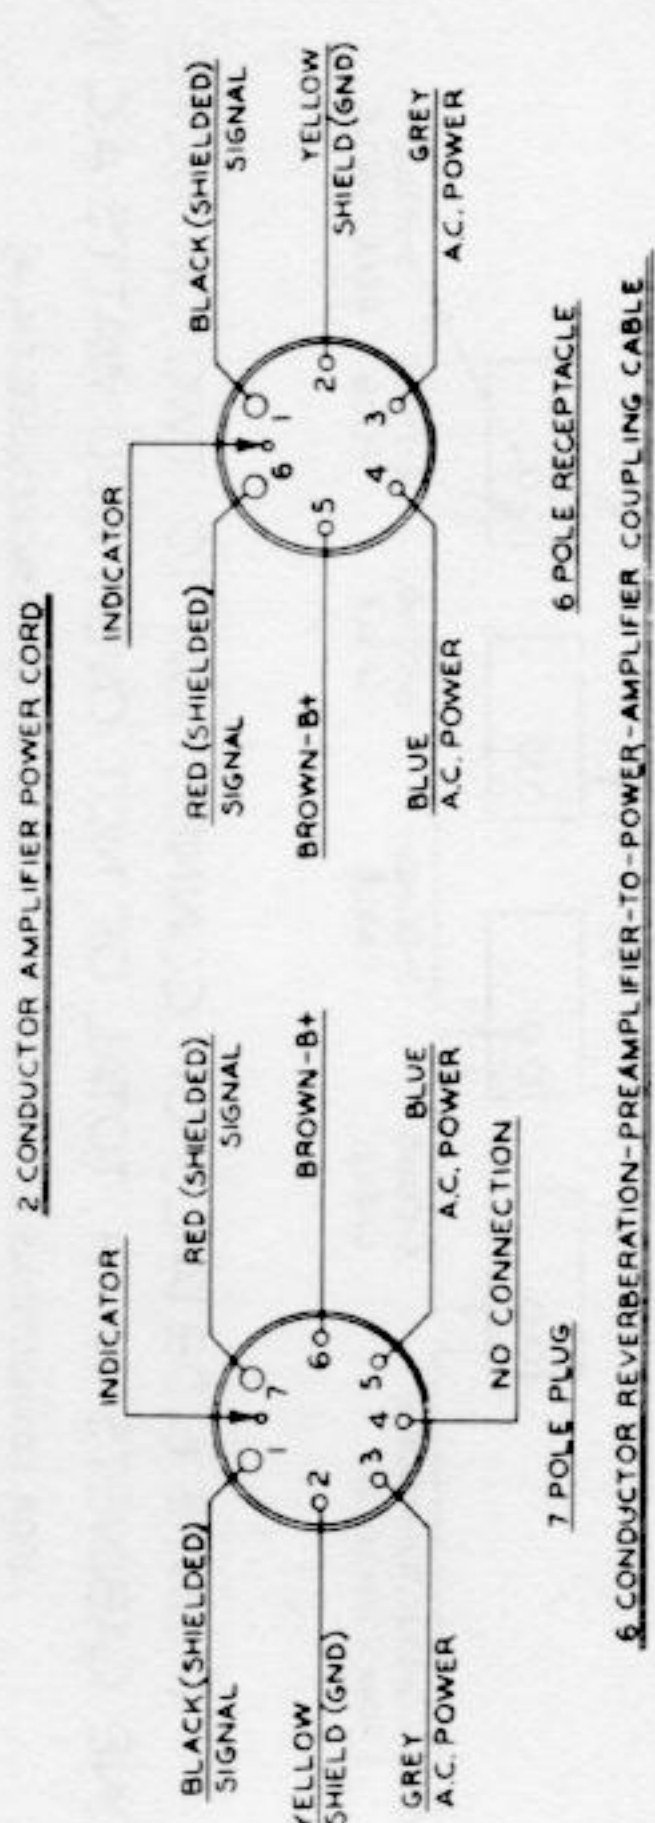 2 CONDUCTOR AMPLIFIER POWER CORD
INDICATOR
BLACK (SHIELDED)
SIGNAL
YELLOW
SHIELD (GND)
GREY
A.C. POWER
RED (SHIELDED)
SIGNAL
BROWN-B+
BLUE
A.C. POWER
NO CONNECTION
1
2
3
4
5
6
7
7 POLE PLUG
INDICATOR
RED (SHIELDED)
SIGNAL
BROWN-B+
BLUE
A.C. POWER
BLACK (SHIELDED)
SIGNAL
YELLOW
SHIELD (GND)
GREY
A.C. POWER
6
1
5
2
4
3
6 POLE RECEPTACLE
6 CONDUCTOR REVERBERATION-PREAMPLIFIER-TO-POWER-AMPLIFIER COUPLING CABLE